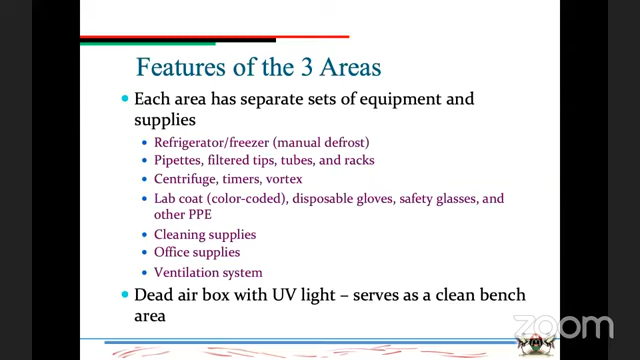 Features of the 3 Areas
Each area has separate sets of equipment and
supplies
Refrigerator/freezer (manual defrost)
Pipettes, filtered tips, tubes, and racks
Centrifuge, timers, vortex
Lab coat (color-coded), disposable gloves, safety glasses, and
other PPE
Cleaning supplies
Office supplies
Ventilation system
Dead air box with UV light – serves as a clean bench
area
zoom